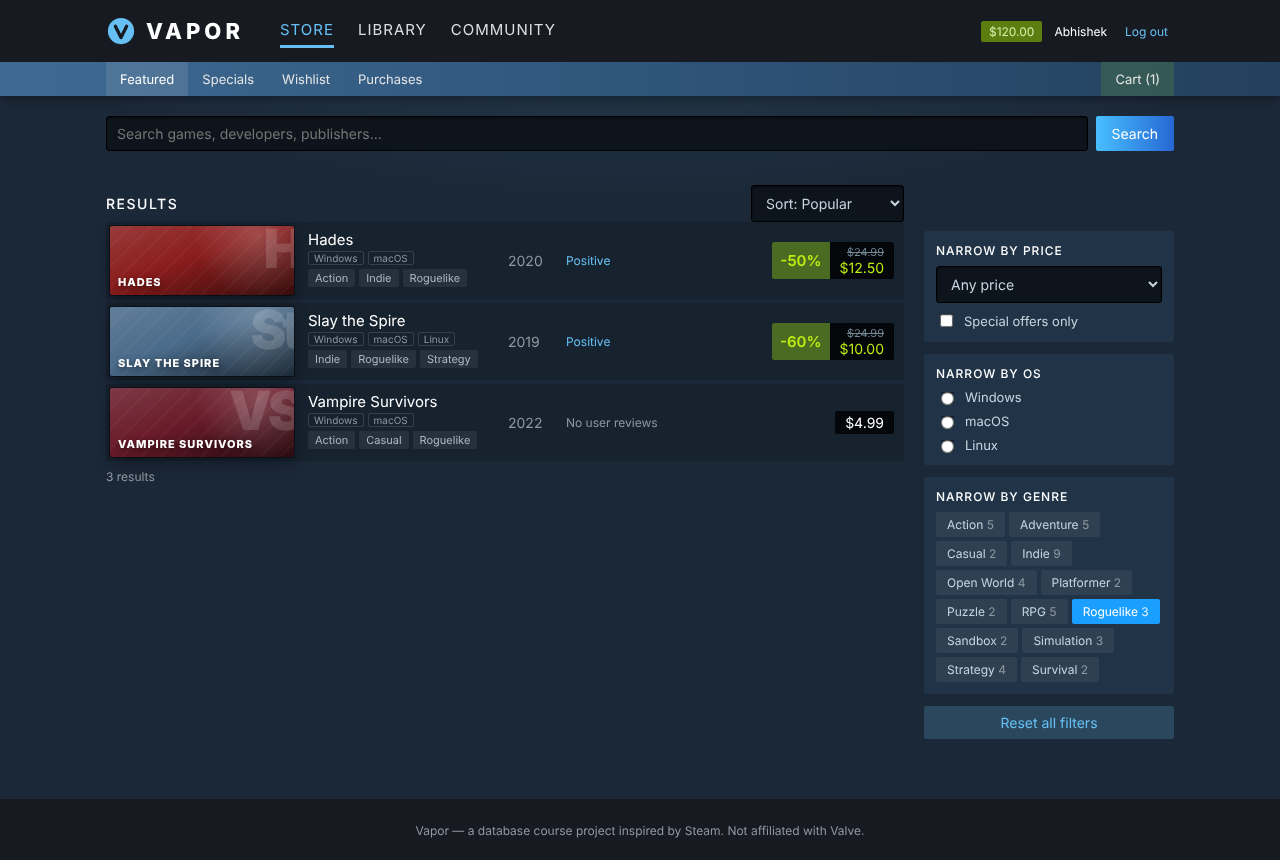 V VAPOR STORE LIBRARY COMMUNITY $120.00 Abhishek Log out
Featured Specials Wishlist Purchases Cart (1)
Search games, developers, publishers... Search
RESULTS Sort: Popular
H
HADES
Hades
Windows macOS
Action Indie Roguelike
2020 Positive -50% $24.99
$12.50
St
SLAY THE SPIRE
Slay the Spire
Windows macOS Linux
Indie Roguelike Strategy
2019 Positive -60% $24.99
$10.00
VS
VAMPIRE SURVIVORS
Vampire Survivors
Windows macOS
Action Casual Roguelike
2022 No user reviews $4.99
3 results
NARROW BY PRICE
Any price
Special offers only
NARROW BY OS
Windows
macOS
Linux
NARROW BY GENRE
Action 5 Adventure 5
Casual 2 Indie 9
Open World 4 Platformer 2
Puzzle 2 RPG 5 Roguelike 3
Sandbox 2 Simulation 3
Strategy 4 Survival 2
Reset all filters
Vapor — a database course project inspired by Steam. Not affiliated with Valve.